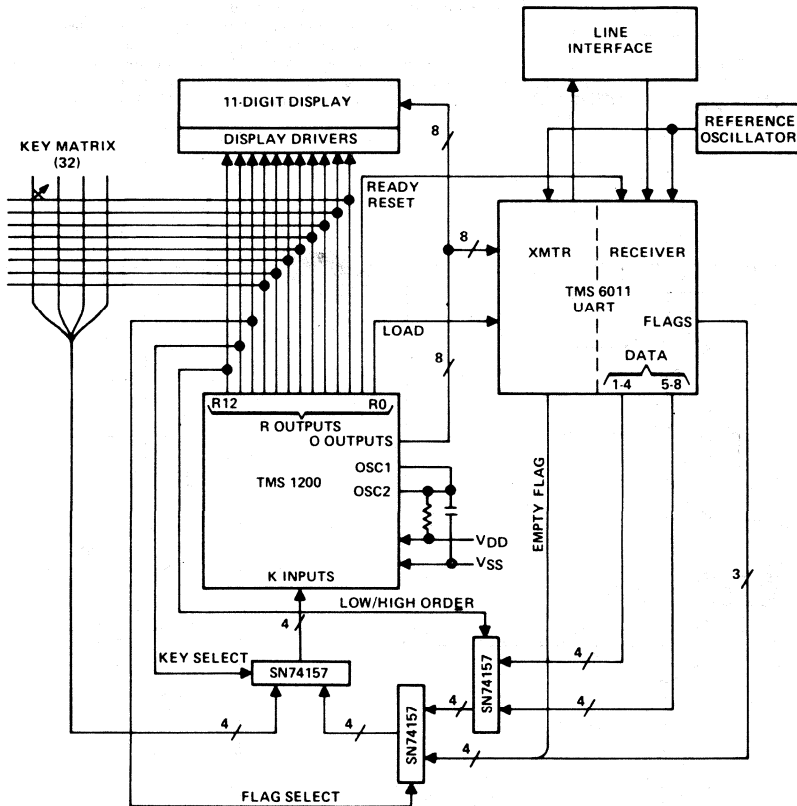 LINE
INTERFACE
11-DIGIT DISPLAY
DISPLAY DRIVERS
8
REFERENCE
OSCILLATOR
KEY MATRIX
(32)
READY
RESET
8
XMTR
RECEIVER
TMS 6011
UART
FLAGS
LOAD
DATA
1-4
5-8
8
R12
R0
R OUTPUTS
O OUTPUTS
OSC1
TMS 1200
OSC2
VDD
VSS
EMPTY FLAG
K INPUTS
3
LOW/HIGH ORDER
4
KEY SELECT
SN74157
SN74157
4
4
4
4
4
SN74157
4
FLAG SELECT